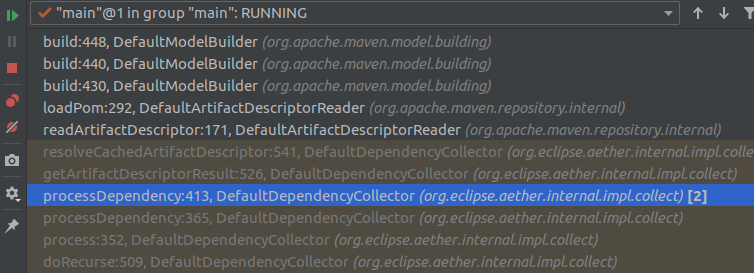 "main"@1 in group "main": RUNNING
build:448, DefaultModelBuilder (org.apache.maven.model.building)
build:440, DefaultModelBuilder (org.apache.maven.model.building)
build:430, DefaultModelBuilder (org.apache.maven.model.building)
loadPom:292, DefaultArtifactDescriptorReader (org.apache.maven.repository.internal)
readArtifactDescriptor:171, DefaultArtifactDescriptorReader (org.apache.maven.repository.internal)
resolveCachedArtifactDescriptor:541, DefaultDependencyCollector (org.eclipse.aether.internal.impl.colle
getArtifactDescriptorResult:526, DefaultDependencyCollector (org.eclipse.aether.internal.impl.collect)
processDependency:413, DefaultDependencyCollector (org.eclipse.aether.internal.impl.collect) [2]
processDependency:365, DefaultDependencyCollector (org.eclipse.aether.internal.impl.collect)
process:352, DefaultDependencyCollector (org.eclipse.aether.internal.impl.collect)
doRecurse:509, DefaultDependencyCollector (org.eclipse.aether.internal.impl.collect)